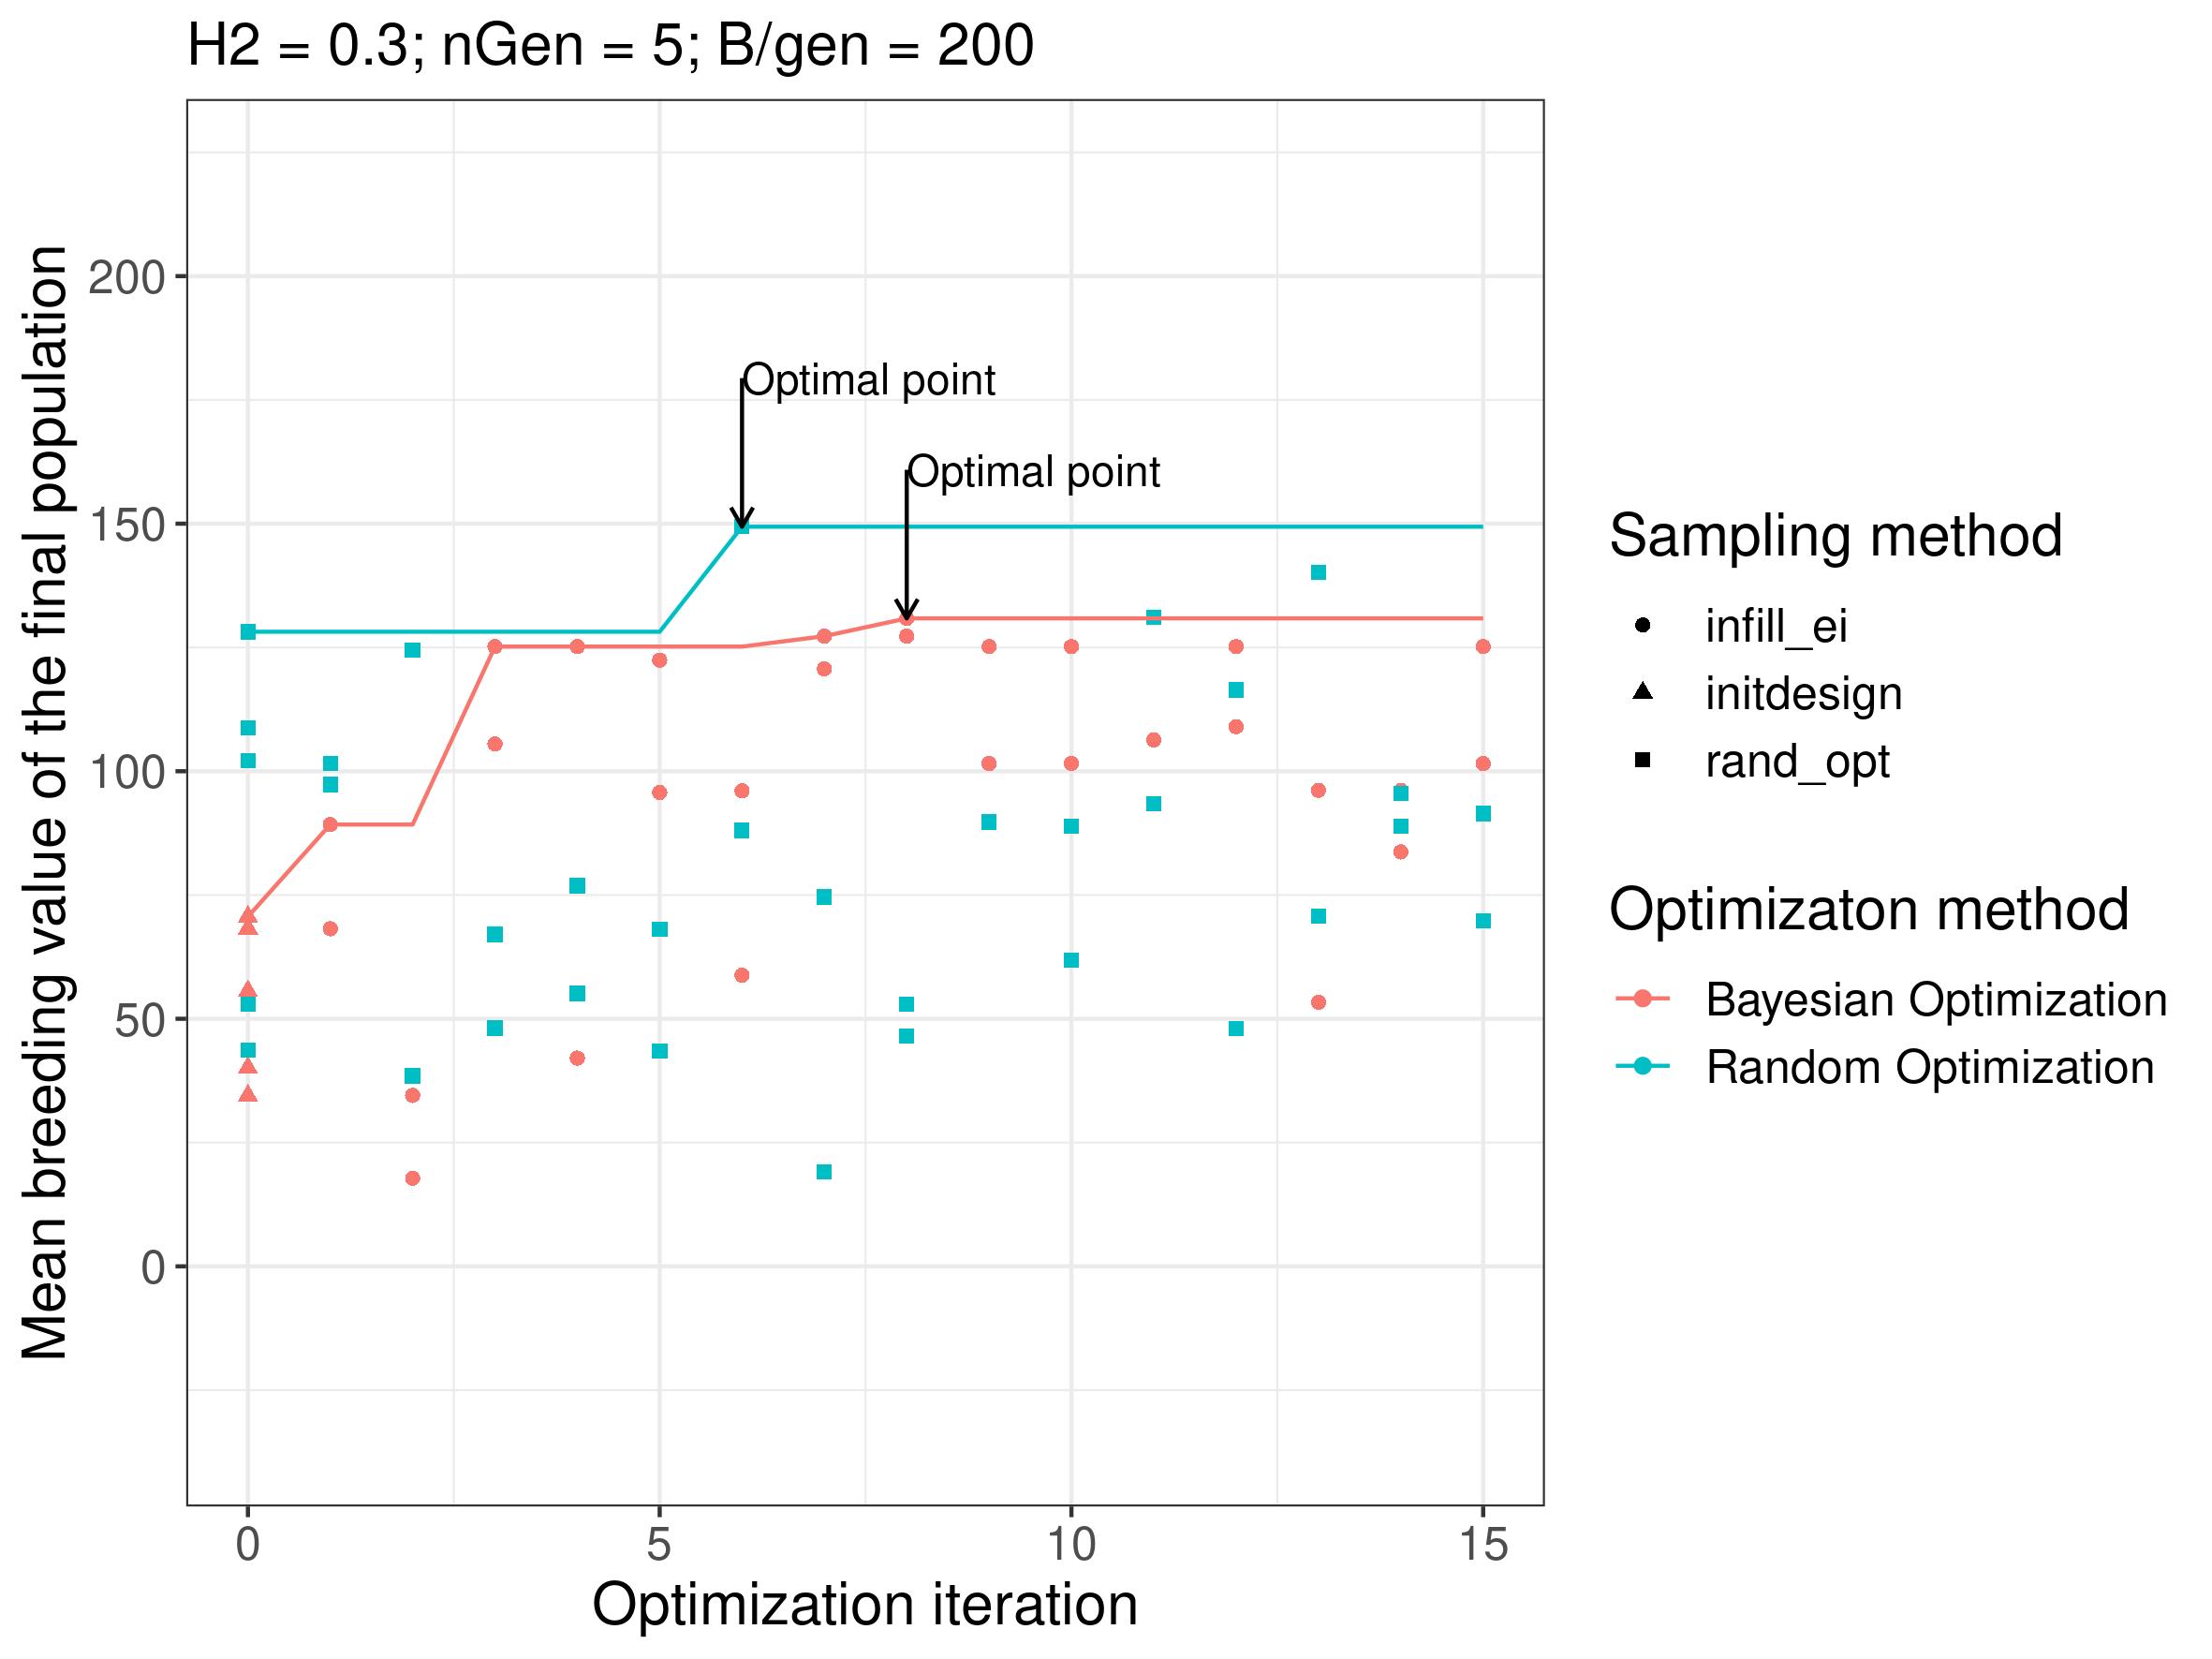 H2 = 0.3; nGen = 5; B/gen = 200
Mean breeding value of the final population
200
150
100
50
0
Optimal point
Optimal point
0
5
10
15
Optimization iteration
Sampling method
infill_ei
initdesign
rand_opt
Optimizaton method
Bayesian Optimization
Random Optimization